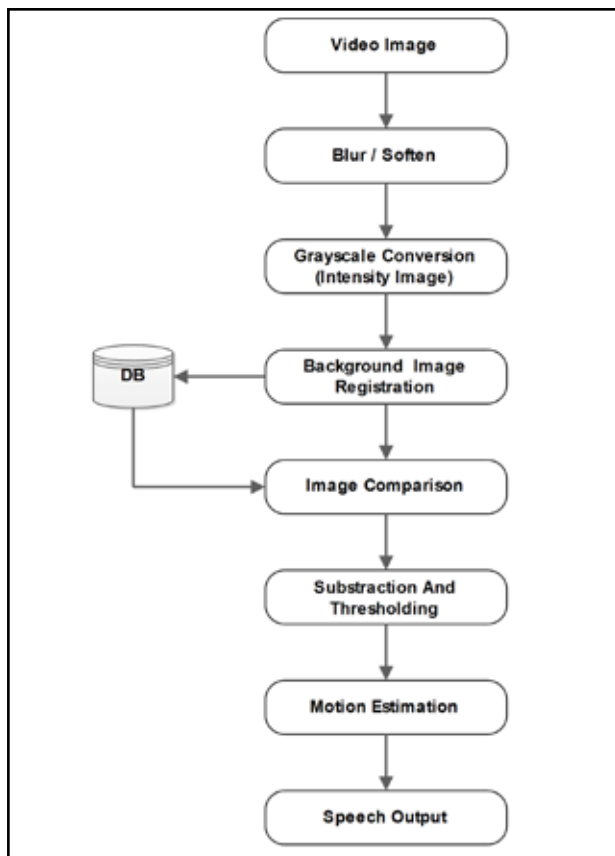 Video Image
Blur / Soften
Grayscale Conversion
(Intensity Image)
Background Image
Registration
DB
Image Comparison
Substraction And
Thresholding
Motion Estimation
Speech Output